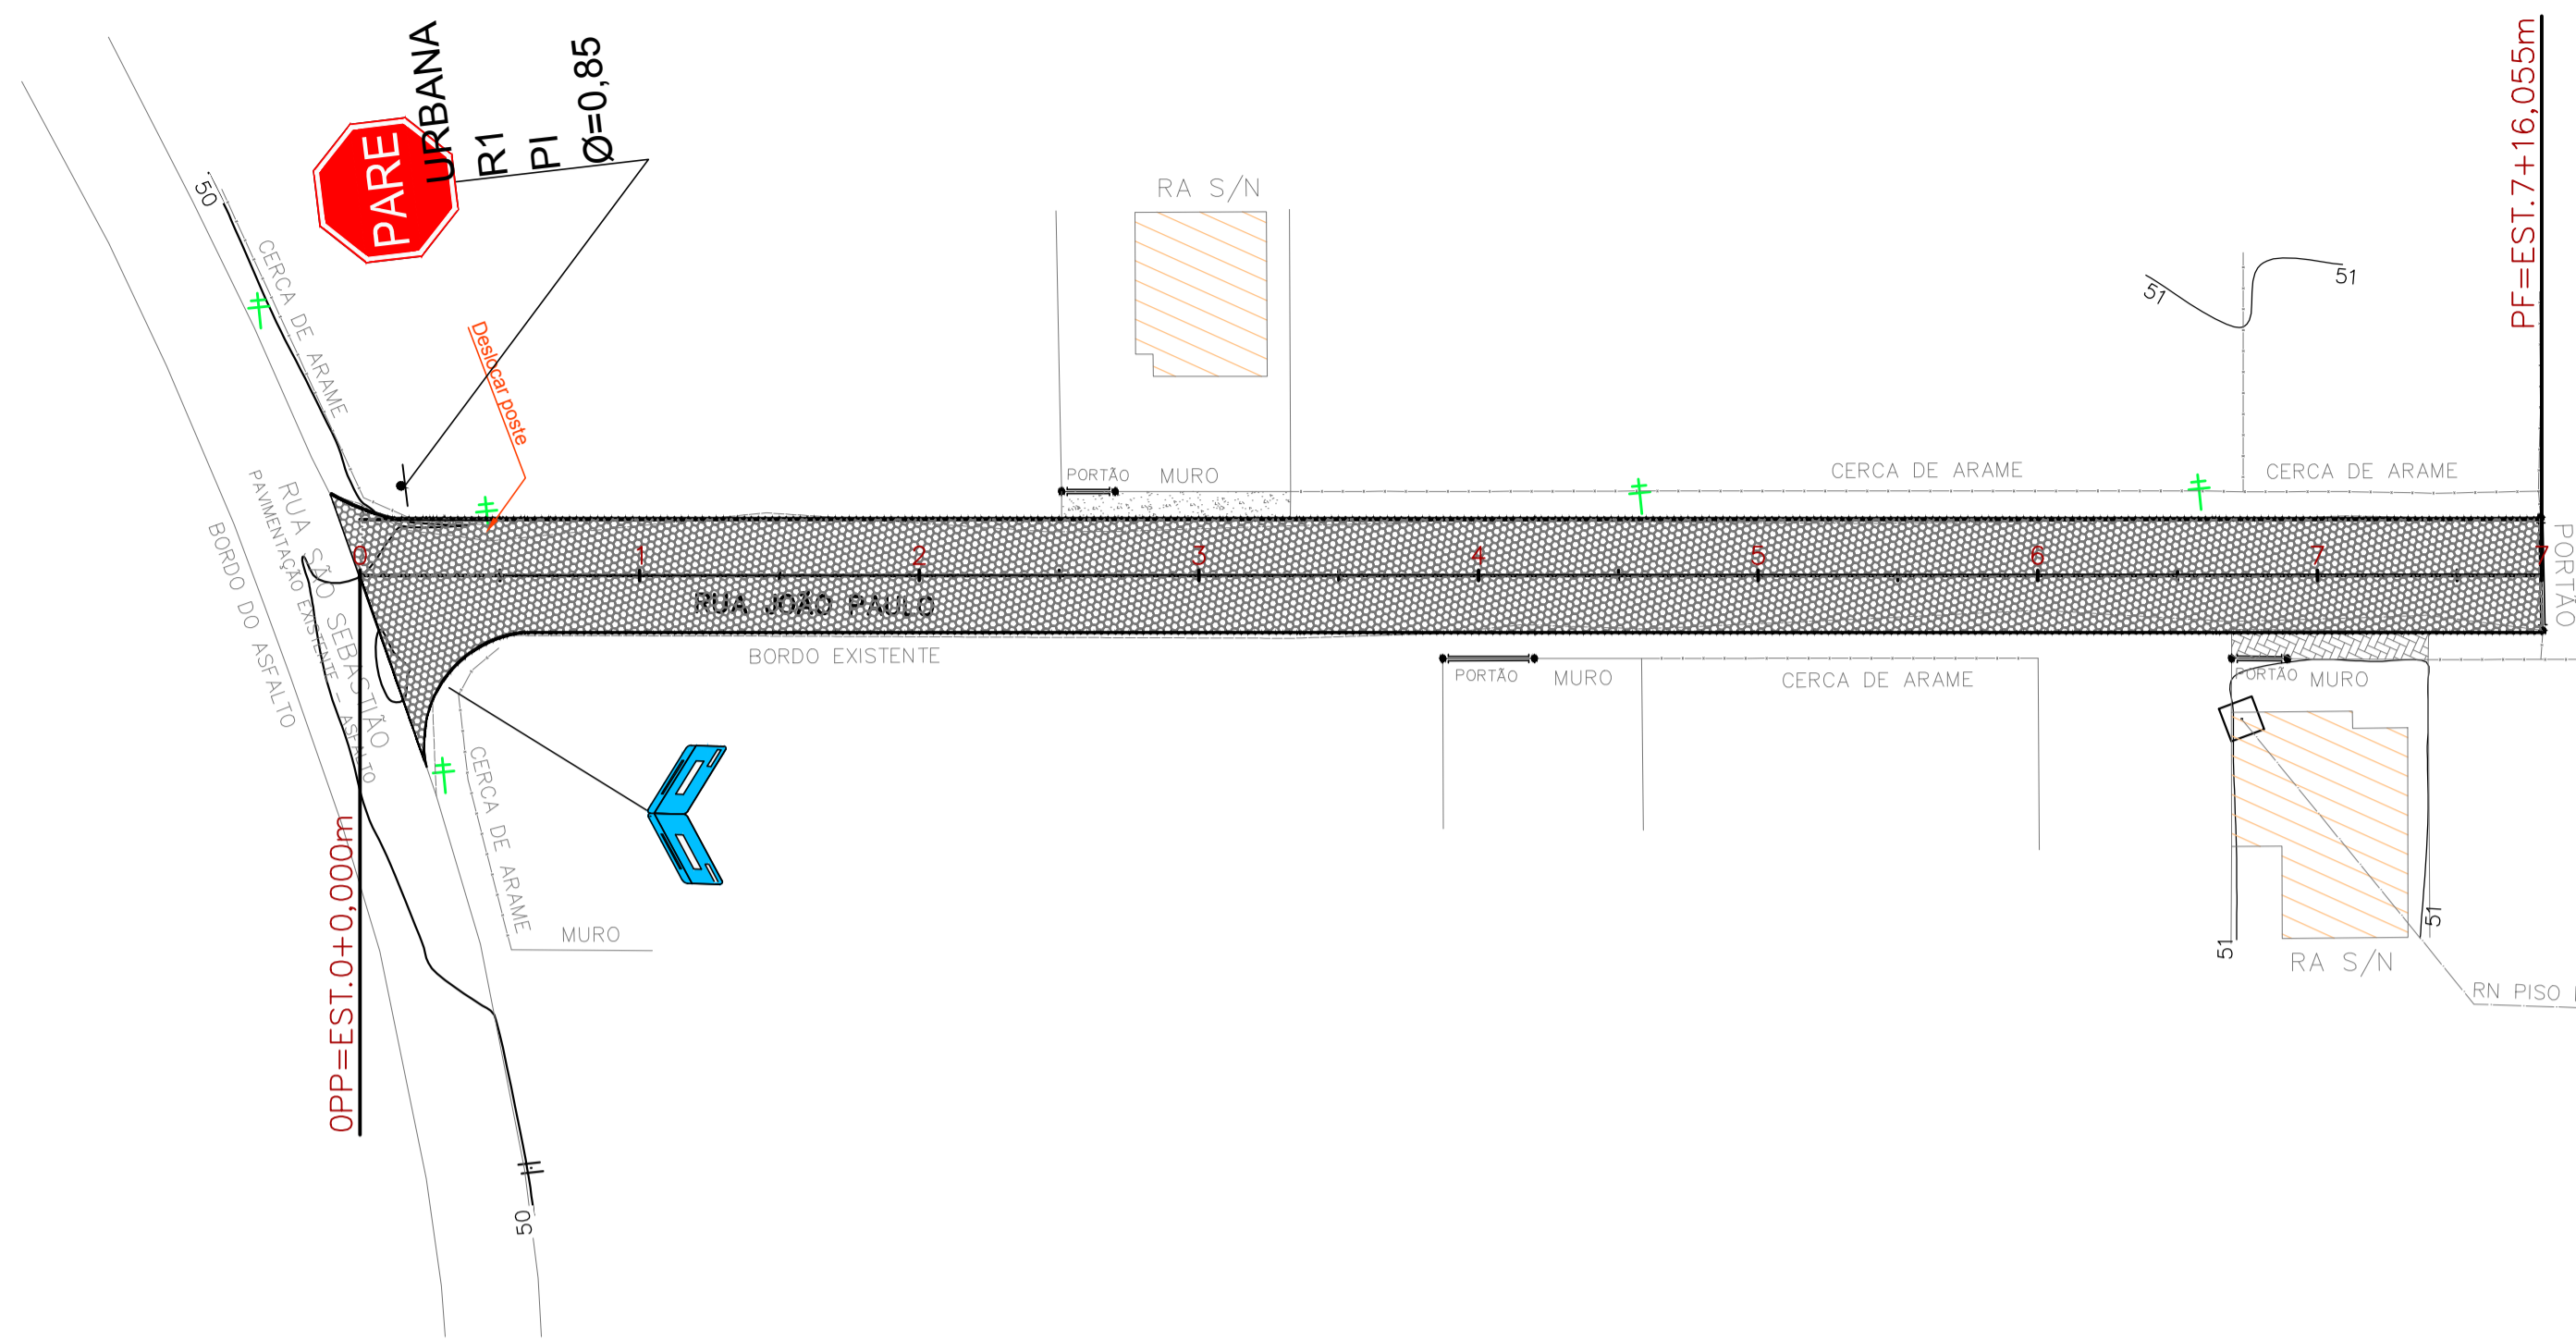 URBANA
R1
PI
Ø=0,85
PARE
50
CERCA DE ARAME
Deslocar poste
RA S/N
PORTÃO
MURO
CERCA DE ARAME
CERCA DE ARAME
51
51
PF=EST.7+16,055m
PORTÃO
RUA SÃO SEBASTIÃO
PAVIMENTAÇÃO EXISTENTE - ASFALTO
BORDO DO ASFALTO
0
1
2
3
4
5
6
7
7
RUA JOÃO PAULO
BORDO EXISTENTE
PORTÃO
MURO
CERCA DE ARAME
PORTÃO
MURO
CERCA DE ARAME
MURO
0PP=EST.0+0,000m
51
51
RA S/N
RN PISO
50